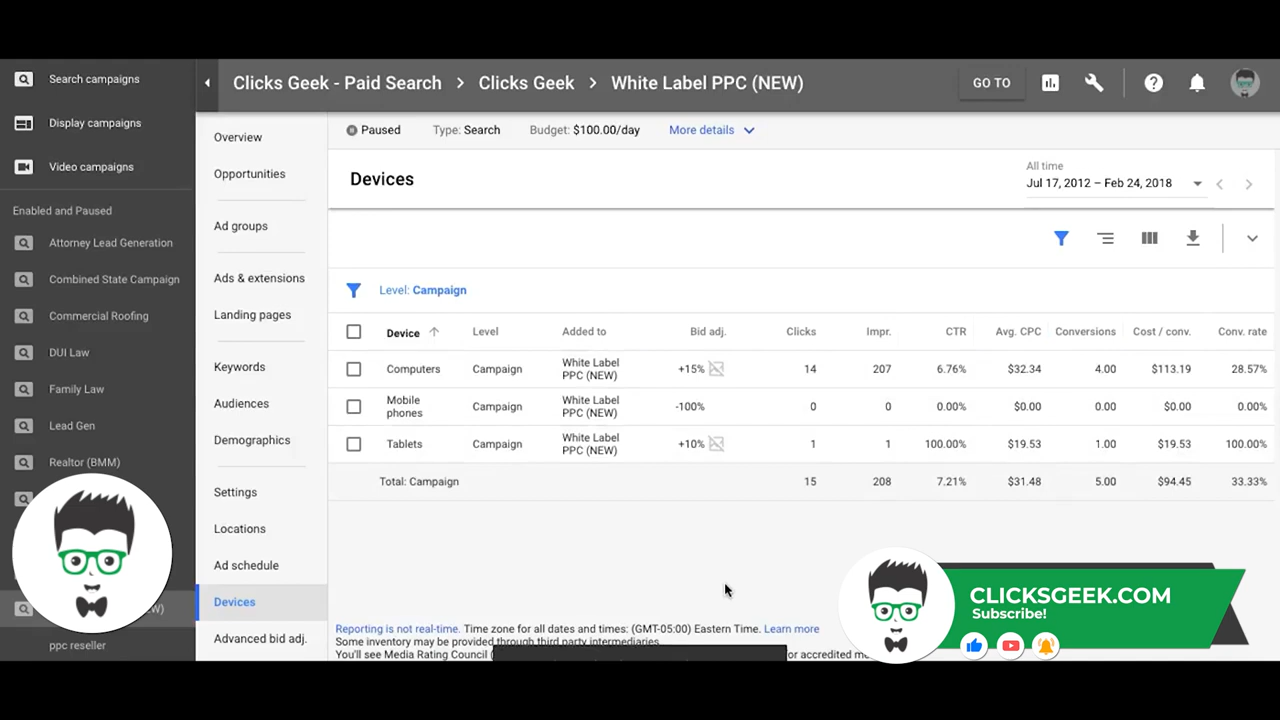 Search campaigns
Display campaigns
Video campaigns
Enabled and Paused
Attorney Lead Generation
Combined State Campaign
Commercial Roofing
DUI Law
Family Law
Lead Gen
Realtor (BMM)
ppc reseller
Clicks Geek - Paid Search > Clicks Geek > White Label PPC (NEW)
GO TO
Overview
Opportunities
Ad groups
Ads & extensions
Landing pages
Keywords
Audiences
Demographics
Settings
Locations
Ad schedule
Devices
Advanced bid adj.
Paused Type: Search Budget: $100.00/day More details
Devices
All time
Jul 17, 2012 – Feb 24, 2018
Level: Campaign
Device Level Added to Bid adj. Clicks Impr. CTR Avg. CPC Conversions Cost / conv. Conv. rate
Computers Campaign White Label PPC (NEW) +15% 14 207 6.76% $32.34 4.00 $113.19 28.57%
Mobile phones Campaign White Label PPC (NEW) -100% 0 0 0.00% $0.00 0.00 $0.00 0.00%
Tablets Campaign White Label PPC (NEW) +10% 1 1 100.00% $19.53 1.00 $19.53 100.00%
Total: Campaign 15 208 7.21% $31.48 5.00 $94.45 33.33%
Reporting is not real-time. Time zone for all dates and times: (GMT-05:00) Eastern Time. Learn more
Some inventory may be provided through third party intermediaries.
You'll see Media Rating Council or accredited
CLICKSGEEK.COM
Subscribe!